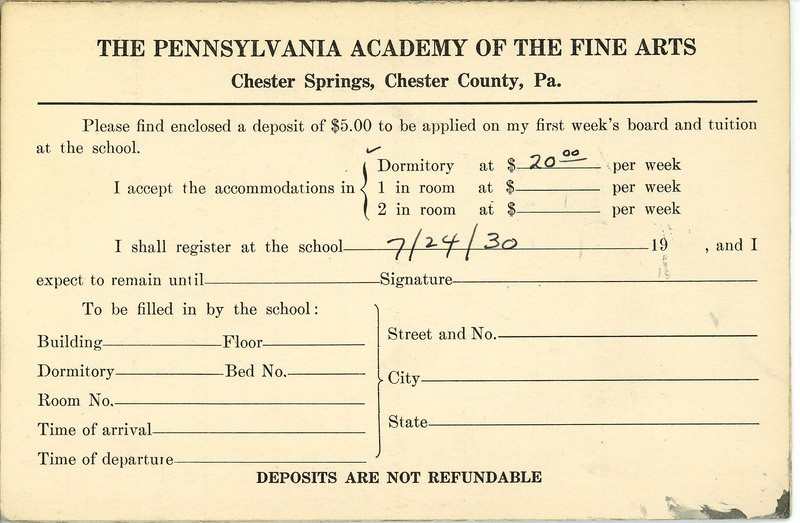 THE PENNSYLVANIA ACADEMY OF THE FINE ARTS
Chester Springs, Chester County, Pa.
Please find enclosed a deposit of $5.00 to be applied on my first week's board and tuition
at the school.
I accept the accommodations in
✓ Dormitory at $ 20 00 per week
1 in room at $ per week
2 in room at $ per week
I shall register at the school 7/24/30 19 , and I
expect to remain until Signature
To be filled in by the school:
Building Floor
Dormitory Bed No.
Room No.
Time of arrival
Time of departure
Street and No.
City
State
DEPOSITS ARE NOT REFUNDABLE